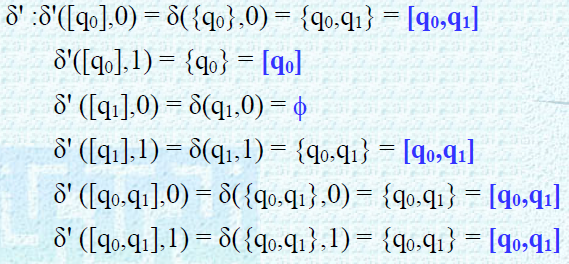 δ' :δ'([q₀],0) = δ({q₀},0) = {q₀,q₁} = [q₀,q₁]
δ'([q₀],1) = {q₀} = [q₀]
δ' ([q₁],0) = δ(q₁,0) = ϕ
δ' ([q₁],1) = δ(q₁,1) = {q₀,q₁} = [q₀,q₁]
δ' ([q₀,q₁],0) = δ({q₀,q₁},0) = {q₀,q₁} = [q₀,q₁]
δ' ([q₀,q₁],1) = δ({q₀,q₁},1) = {q₀,q₁} = [q₀,q₁]